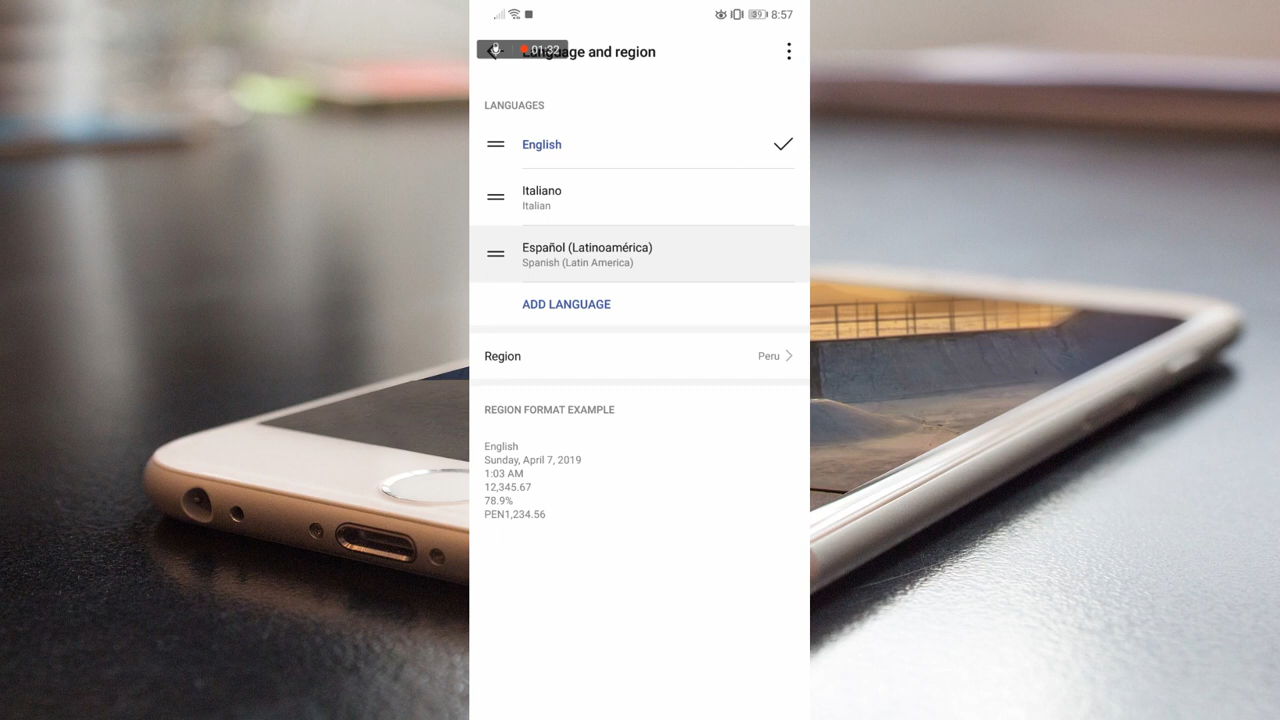 39 8:57
01:32
Language and region
LANGUAGES
English
Italiano
Italian
Español (Latinoamérica)
Spanish (Latin America)
ADD LANGUAGE
Region Peru
REGION FORMAT EXAMPLE
English
Sunday, April 7, 2019
1:03 AM
12,345.67
78.9%
PEN1,234.56